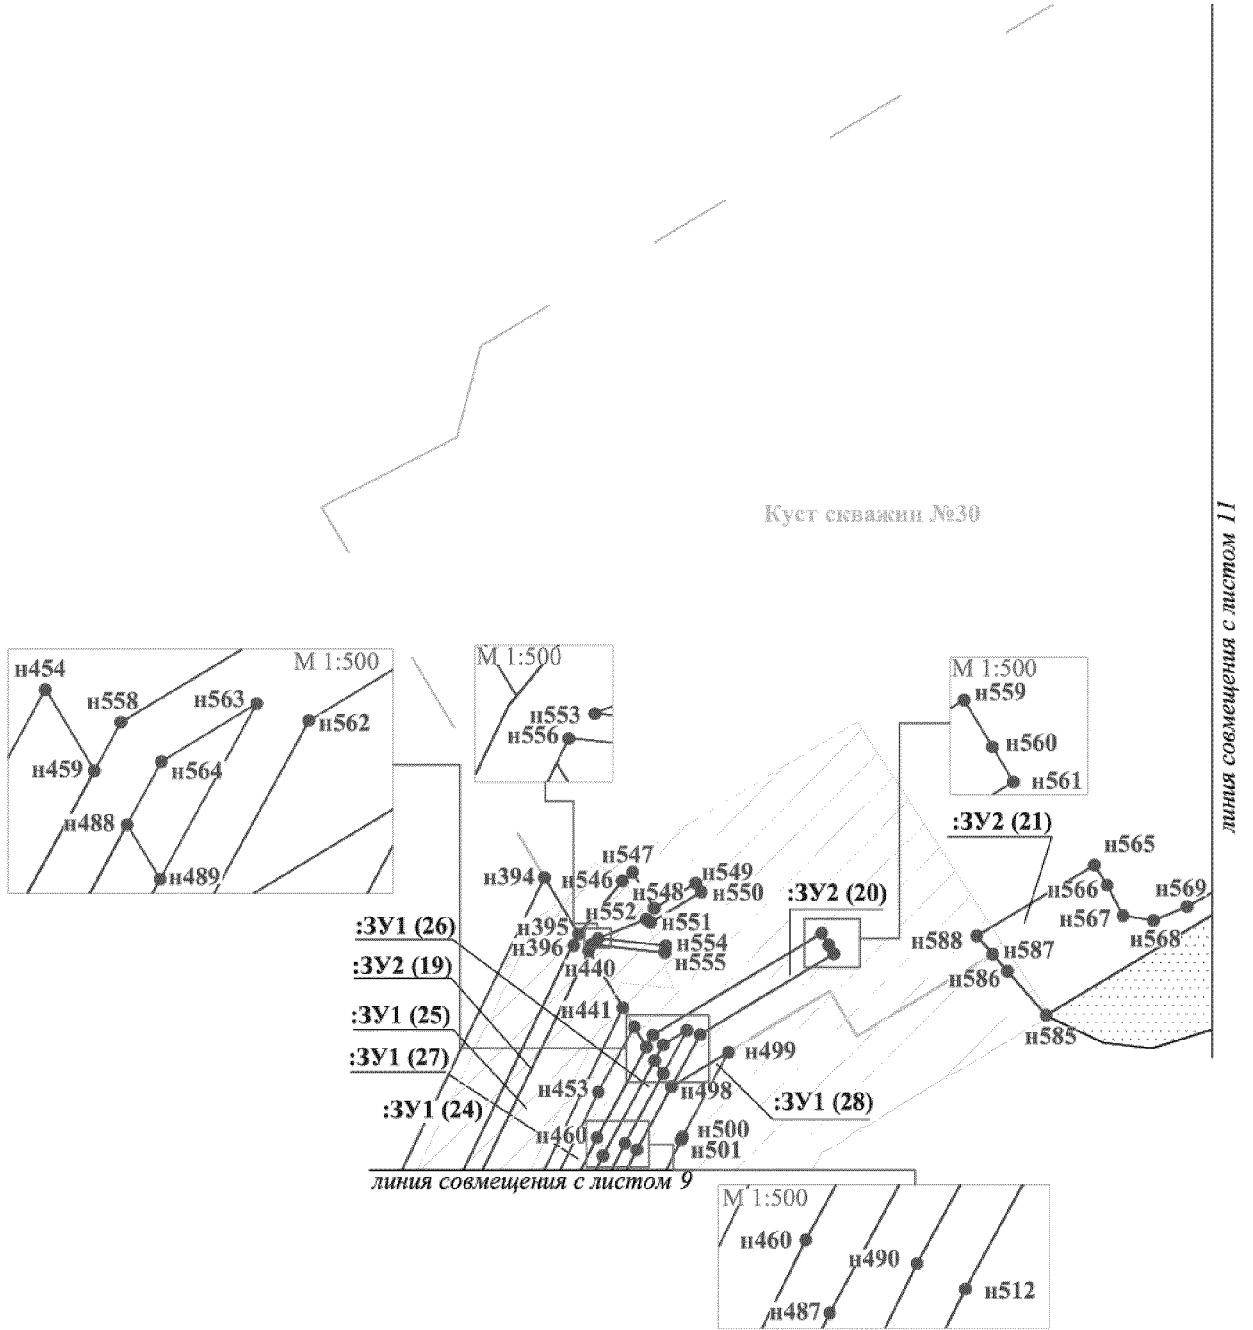 Куст скважин №30
линия совмещения с листом 11
М 1:500
н454
н558
н563
н562
н459
н564
н488
н489
М 1:500
н553
н556
М 1:500
н559
н560
н561
:ЗУ2 (21)
н565
н566
н569
н567
н568
н588
н587
н586
н585
н547
н394
н546
н549
н548
н550
:ЗУ2 (20)
н552
н551
:ЗУ1 (26)
н395
н396
н554
н555
:ЗУ2 (19)
н440
:ЗУ1 (25)
н441
:ЗУ1 (27)
н499
н453
н498
:ЗУ1 (24)
:ЗУ1 (28)
н460
н500
н501
линия совмещения с листом 9
М 1:500
н460
н490
н512
н487